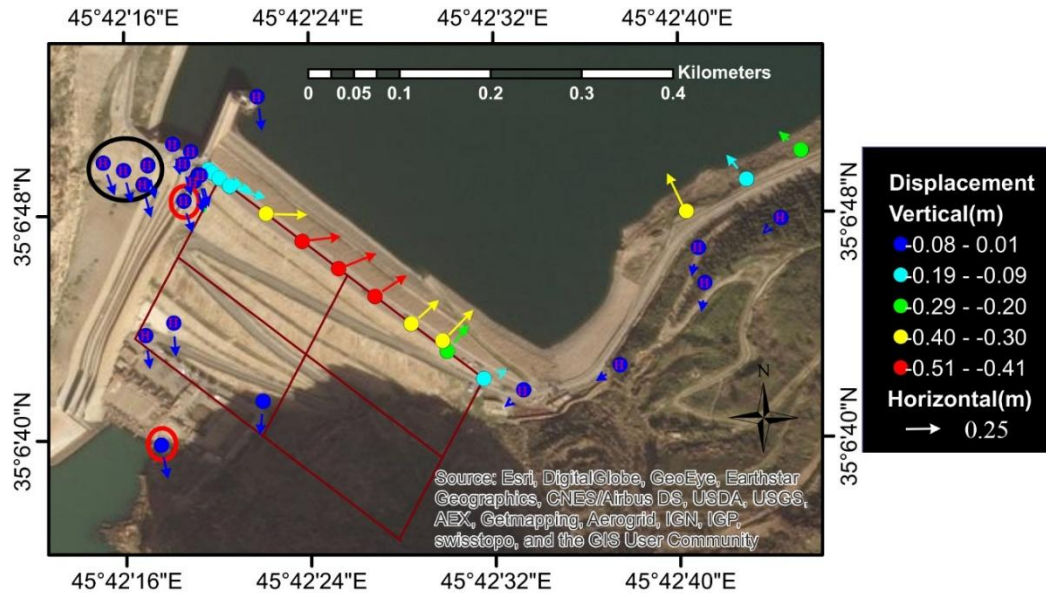 45°42'16"E 45°42'24"E 45°42'32"E 45°42'40"E
Kilometers
0 0.05 0.1 0.2 0.3 0.4
35°6'48"N
35°6'48"N
35°6'40"N
35°6'40"N
N
Source: Esri, DigitalGlobe, GeoEye, Earthstar
Geographics, CNES/Airbus DS, USDA, USGS,
AEX, Getmapping, Aerogrid, IGN, IGP,
swisstopo, and the GIS User Community
45°42'16"E 45°42'24"E 45°42'32"E 45°42'40"E
Displacement
Vertical(m)
-0.08 - 0.01
-0.19 - -0.09
-0.29 - -0.20
-0.40 - -0.30
-0.51 - -0.41
Horizontal(m)
0.25